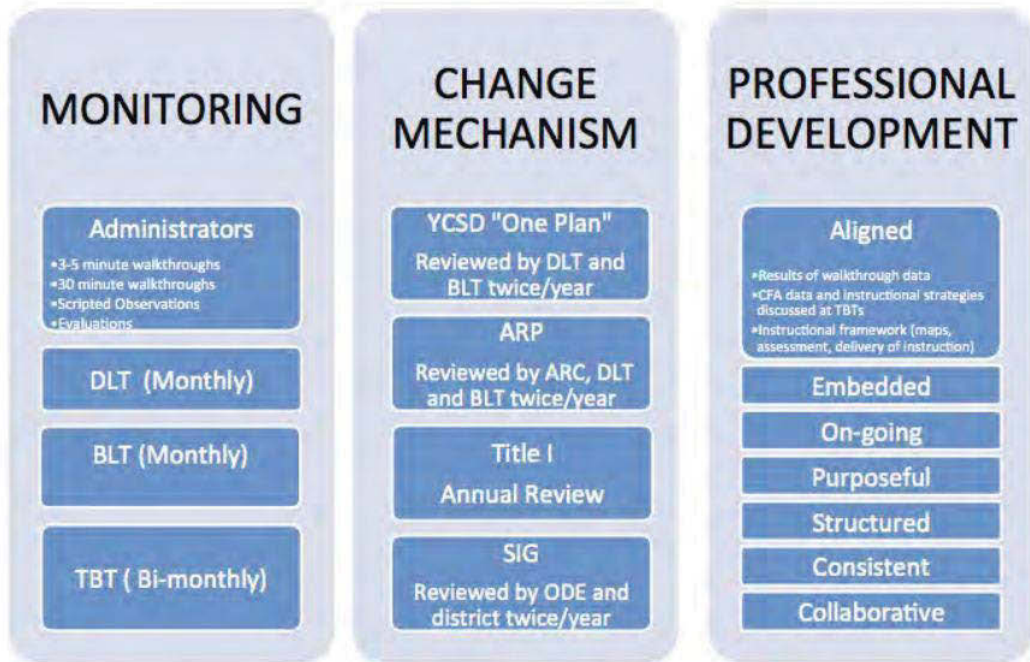 MONITORING
Administrators
•3-5 minute walkthroughs
•30 minute walkthroughs
•Scripted Observations
•Evaluations
DLT (Monthly)
BLT (Monthly)
TBT ( Bi-monthly)
CHANGE
MECHANISM
YCSD "One Plan"
Reviewed by DLT and
BLT twice/year
ARP
Reviewed by ARC, DLT
and BLT twice/year
Title I
Annual Review
SIG
Reviewed by ODE and
district twice/year
PROFESSIONAL
DEVELOPMENT
Aligned
•Results of walkthrough data
•CFA data and instructional strategies
discussed at TBTs
•Instructional framework (maps,
assessment, delivery of instruction)
Embedded
On-going
Purposeful
Structured
Consistent
Collaborative